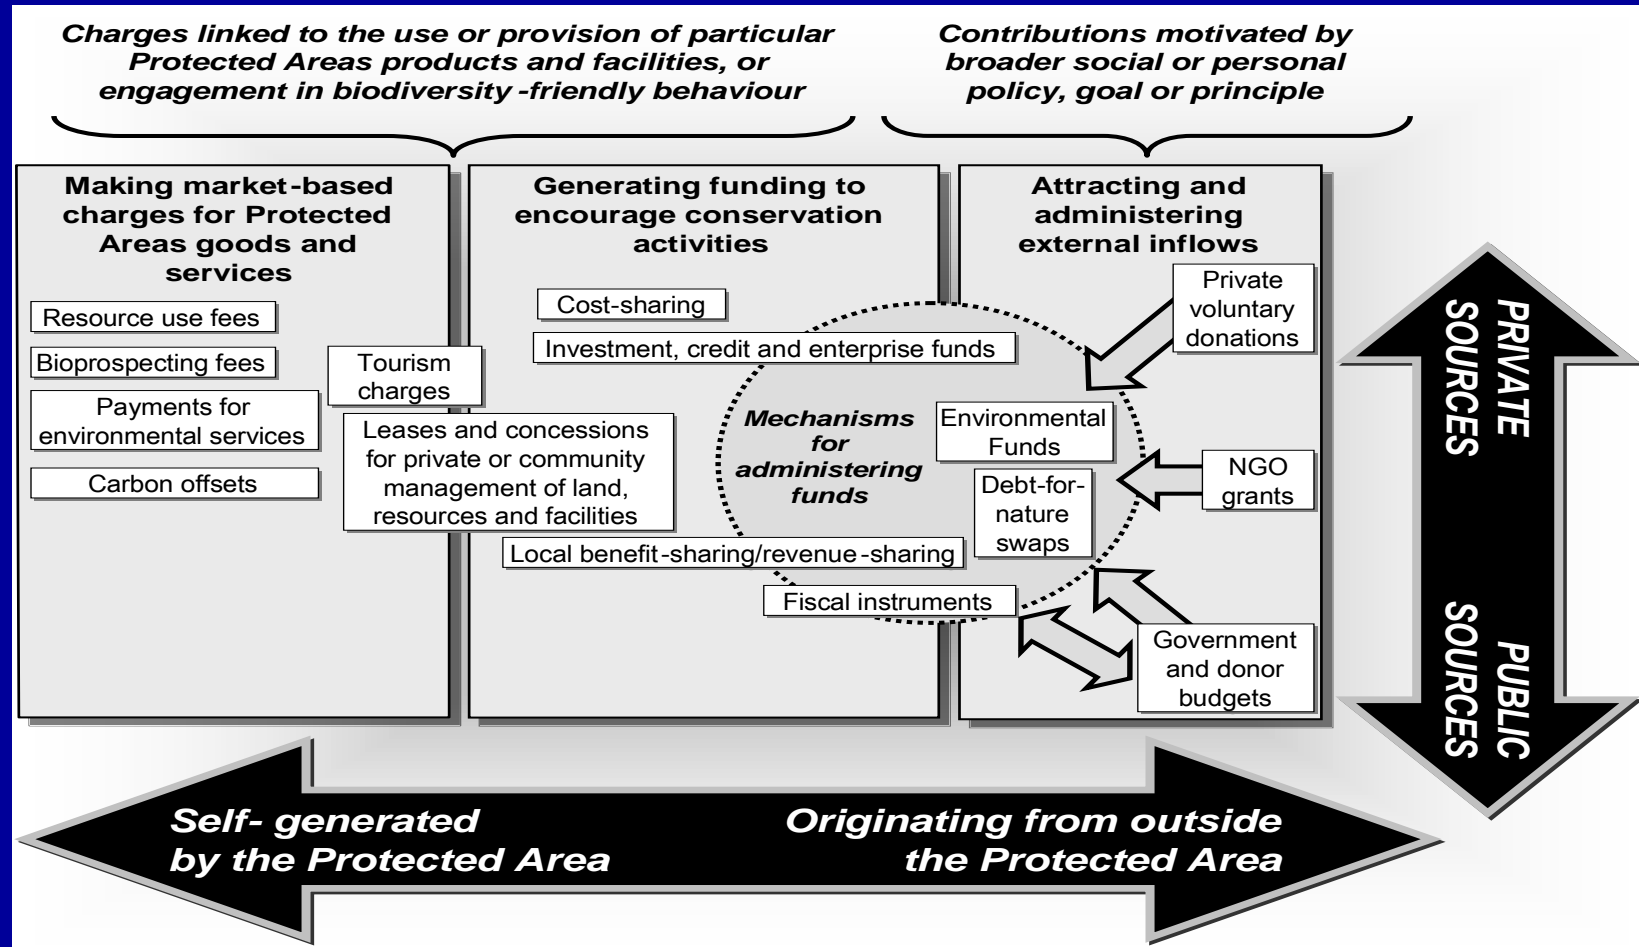 Charges linked to the use or provision of particular
Protected Areas products and facilities, or
engagement in biodiversity-friendly behaviour
Contributions motivated by
broader social or personal
policy, goal or principle
Making market-based
charges for Protected
Areas goods and
services
Resource use fees
Bioprospecting fees
Payments for
environmental services
Carbon offsets
Tourism
charges
Leases and concessions
for private or community
management of land,
resources and facilities
Generating funding to
encourage conservation
activities
Cost-sharing
Investment, credit and enterprise funds
Mechanisms
for
administering
funds
Local benefit-sharing/revenue-sharing
Fiscal instruments
Attracting and
administering
external inflows
Private
voluntary
donations
Environmental
Funds
Debt-for-
nature
swaps
NGO
grants
Government
and donor
budgets
PRIVATE
SOURCES
PUBLIC
SOURCES
Self- generated
by the Protected Area
Originating from outside
the Protected Area